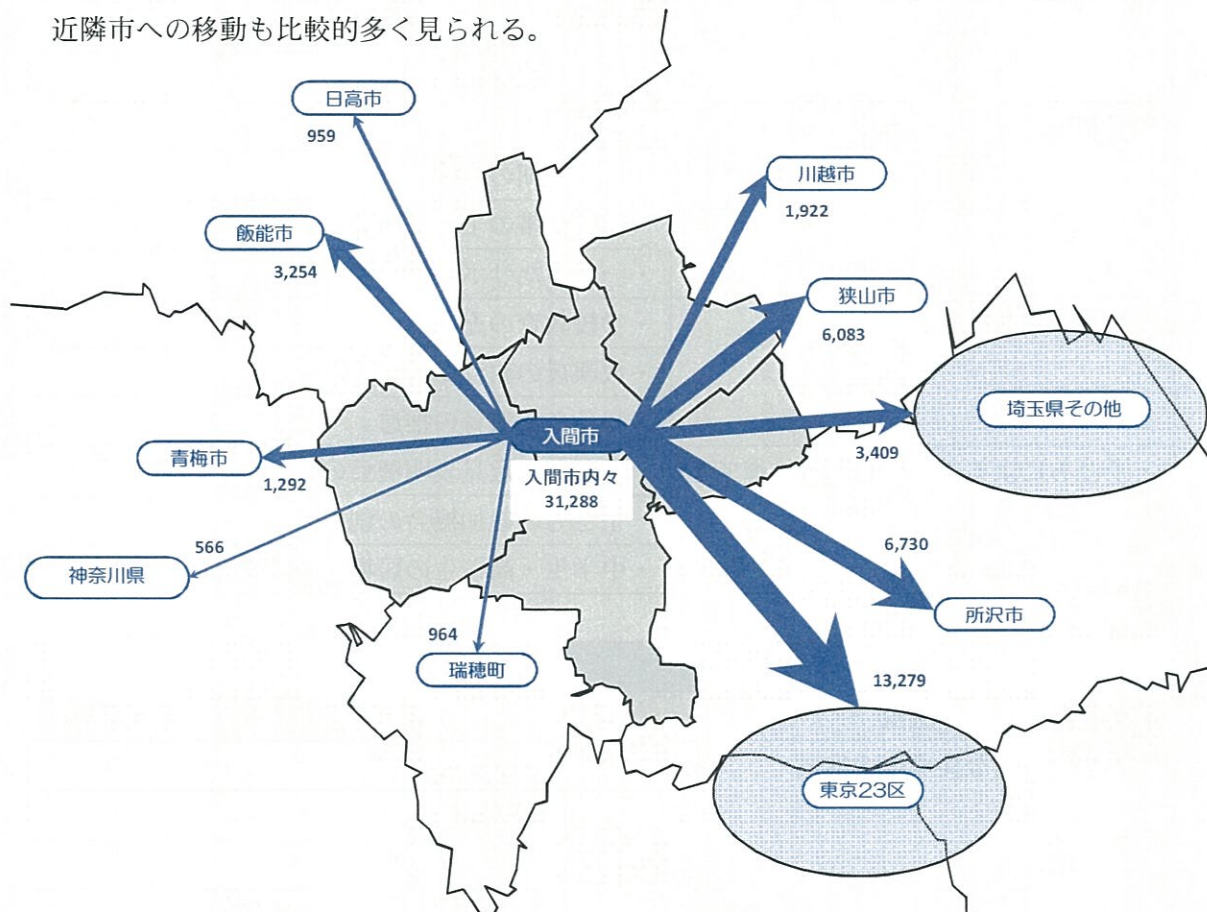 近隣市への移動も比較的多く見られる。
日高市
959
川越市
1,922
飯能市
3,254
狭山市
6,083
埼玉県その他
3,409
入間市
入間市内々
31,288
青梅市
1,292
神奈川県
566
瑞穂町
964
6,730
所沢市
13,279
東京23区